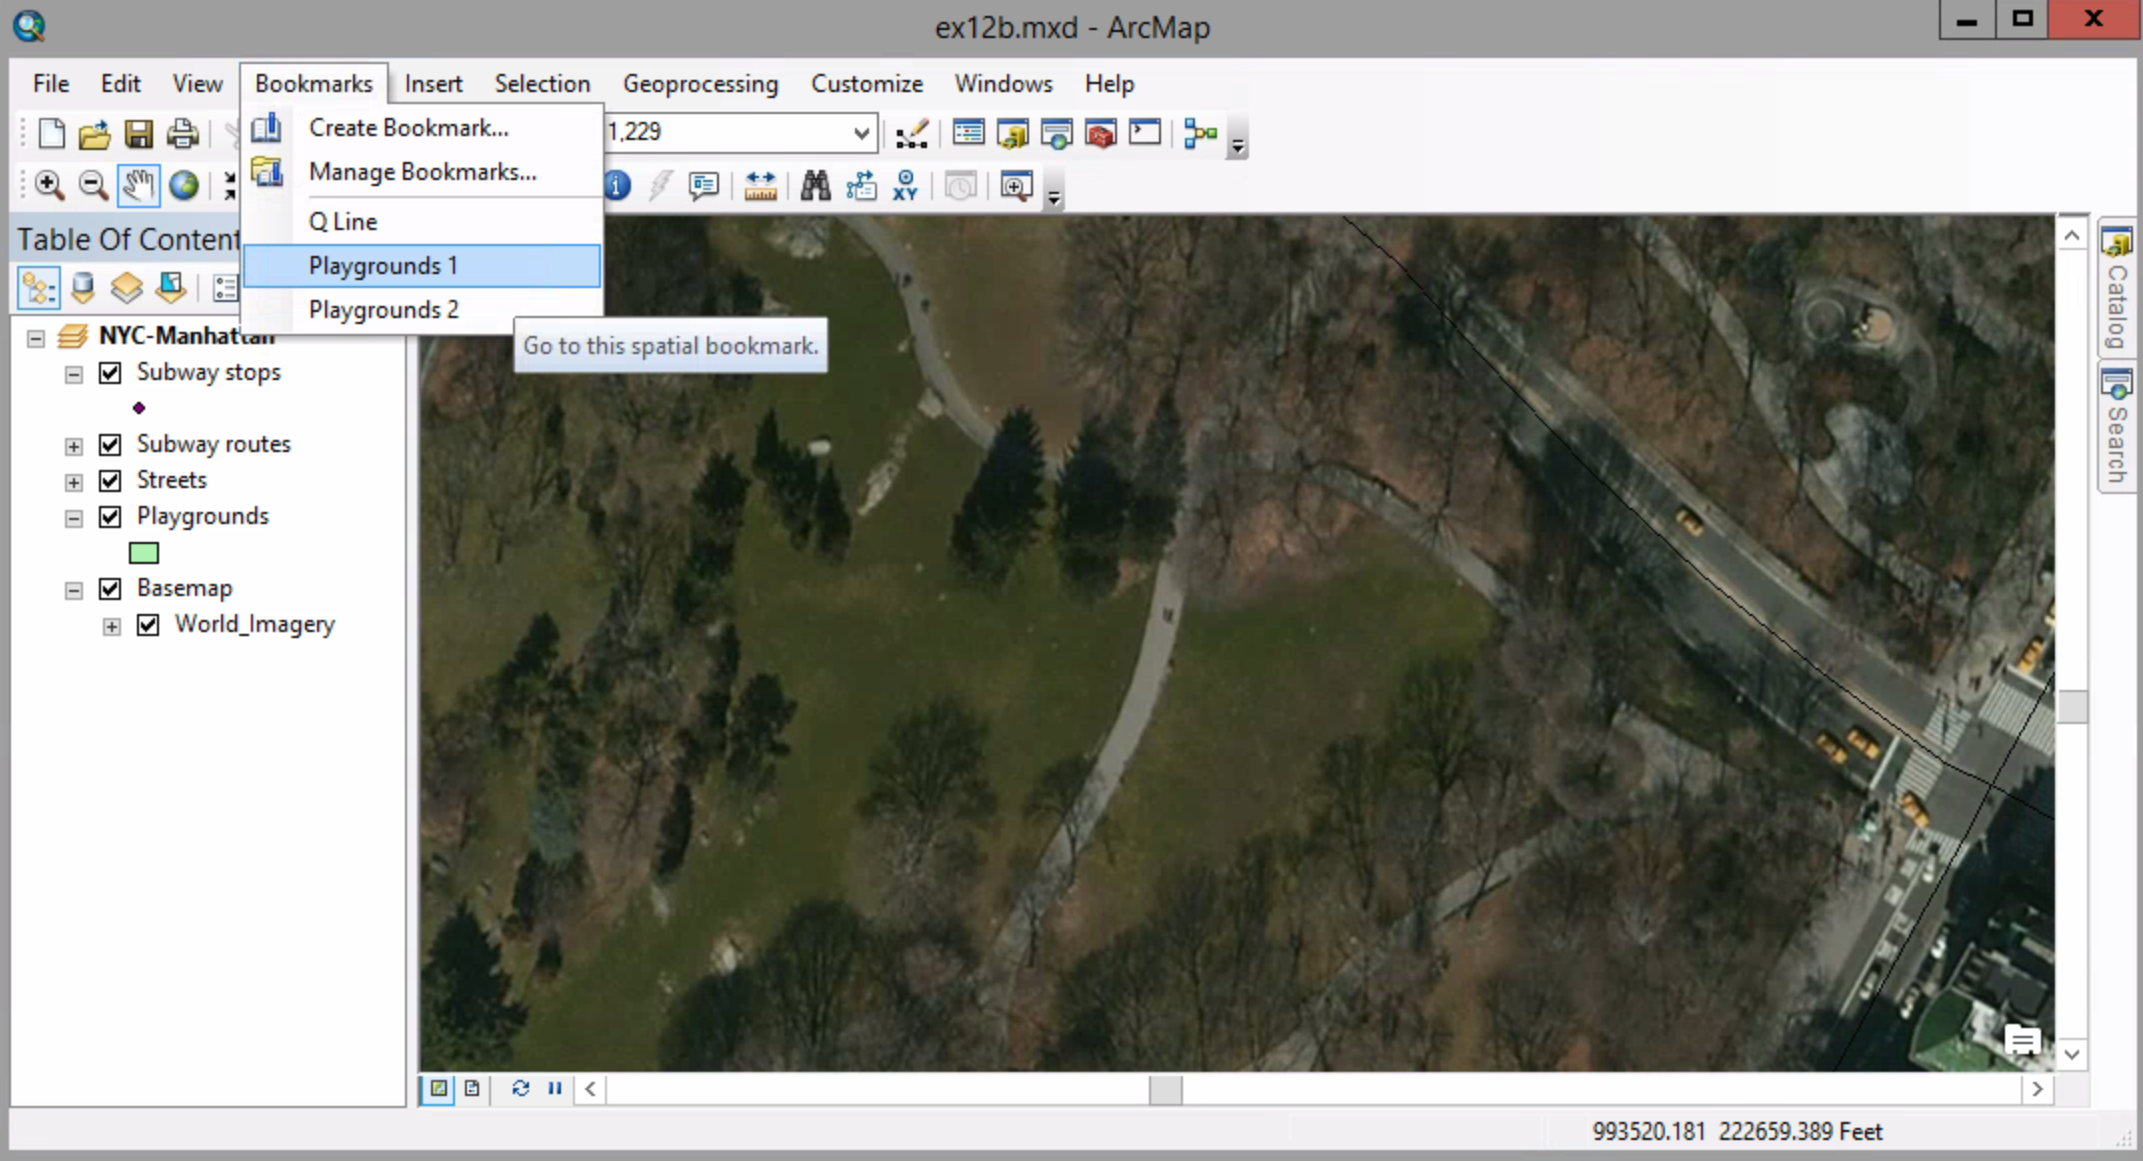 ex12b.mxd - ArcMap
File Edit View Bookmarks Insert Selection Geoprocessing Customize Windows Help
Create Bookmark...
1,229
Manage Bookmarks...
XY
Q Line
Table Of Content
Playgrounds 1
Playgrounds 2
Go to this spatial bookmark.
NYC-Manhattan
Subway stops
Subway routes
Streets
Playgrounds
Basemap
World_Imagery
Catalog
Search
993520.181 222659.389 Feet